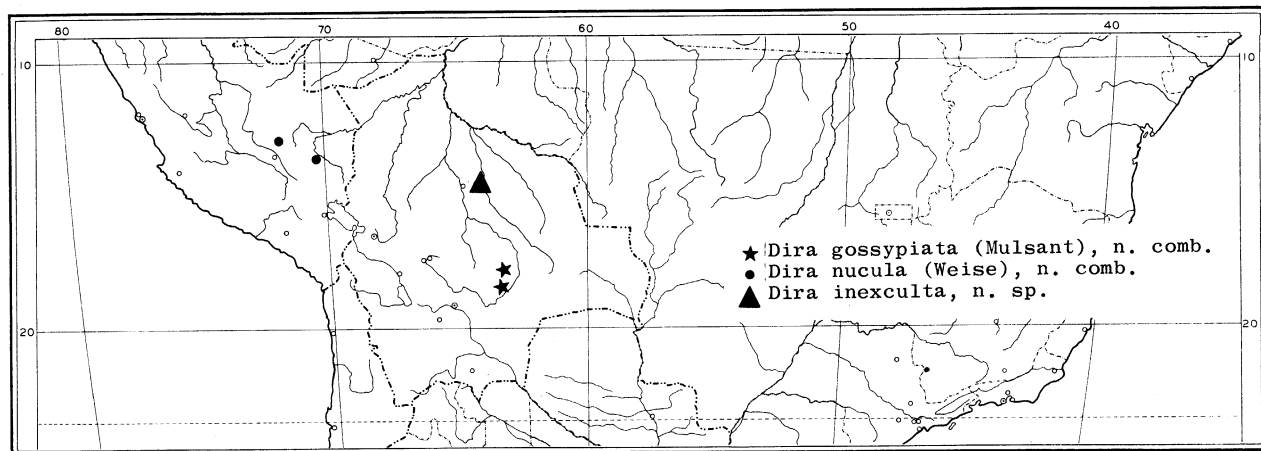 80 70 60 50 40
10 10
★ Dira gossypiata (Mulsant), n. comb.
● Dira nucula (Weise), n. comb.
▲ Dira inexculta, n. sp.
20 20